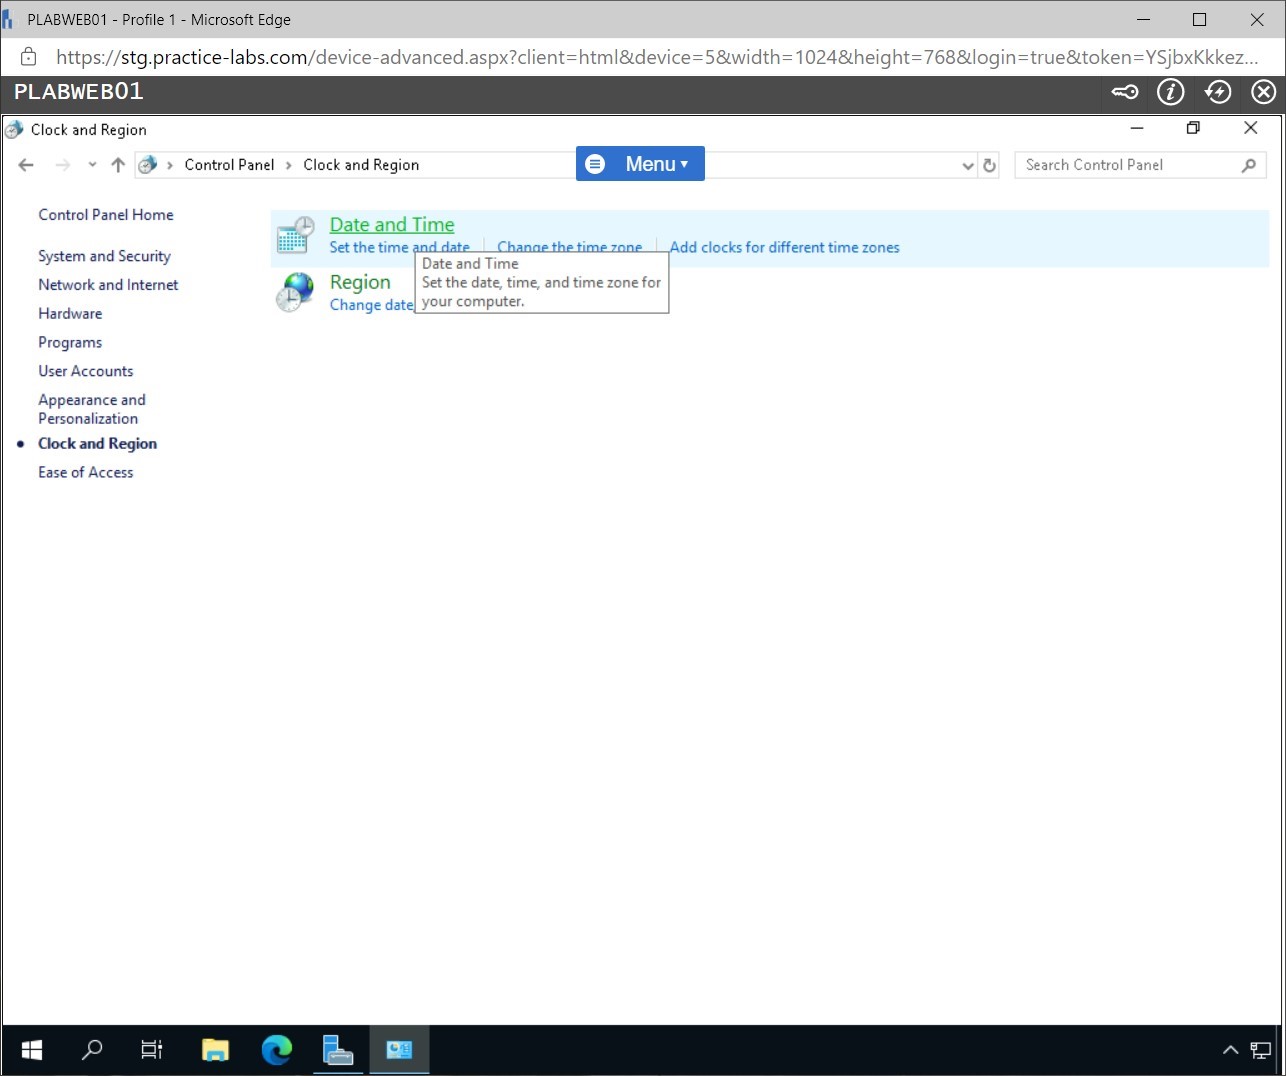 PLABWEB01 - Profile 1 - Microsoft Edge
https://stg.practice-labs.com/device-advanced.aspx?client=html&device=5&width=1024&height=768&login=true&token=YSjbxKkkez...
PLABWEB01
Clock and Region
Control Panel > Clock and Region
Menu
Search Control Panel
Control Panel Home
System and Security
Network and Internet
Hardware
Programs
User Accounts
Appearance and
Personalization
Clock and Region
Ease of Access
Date and Time
Set the time and date
Change the time zone
Add clocks for different time zones
Region
Change date,
Date and Time
Set the date, time, and time zone for
your computer.